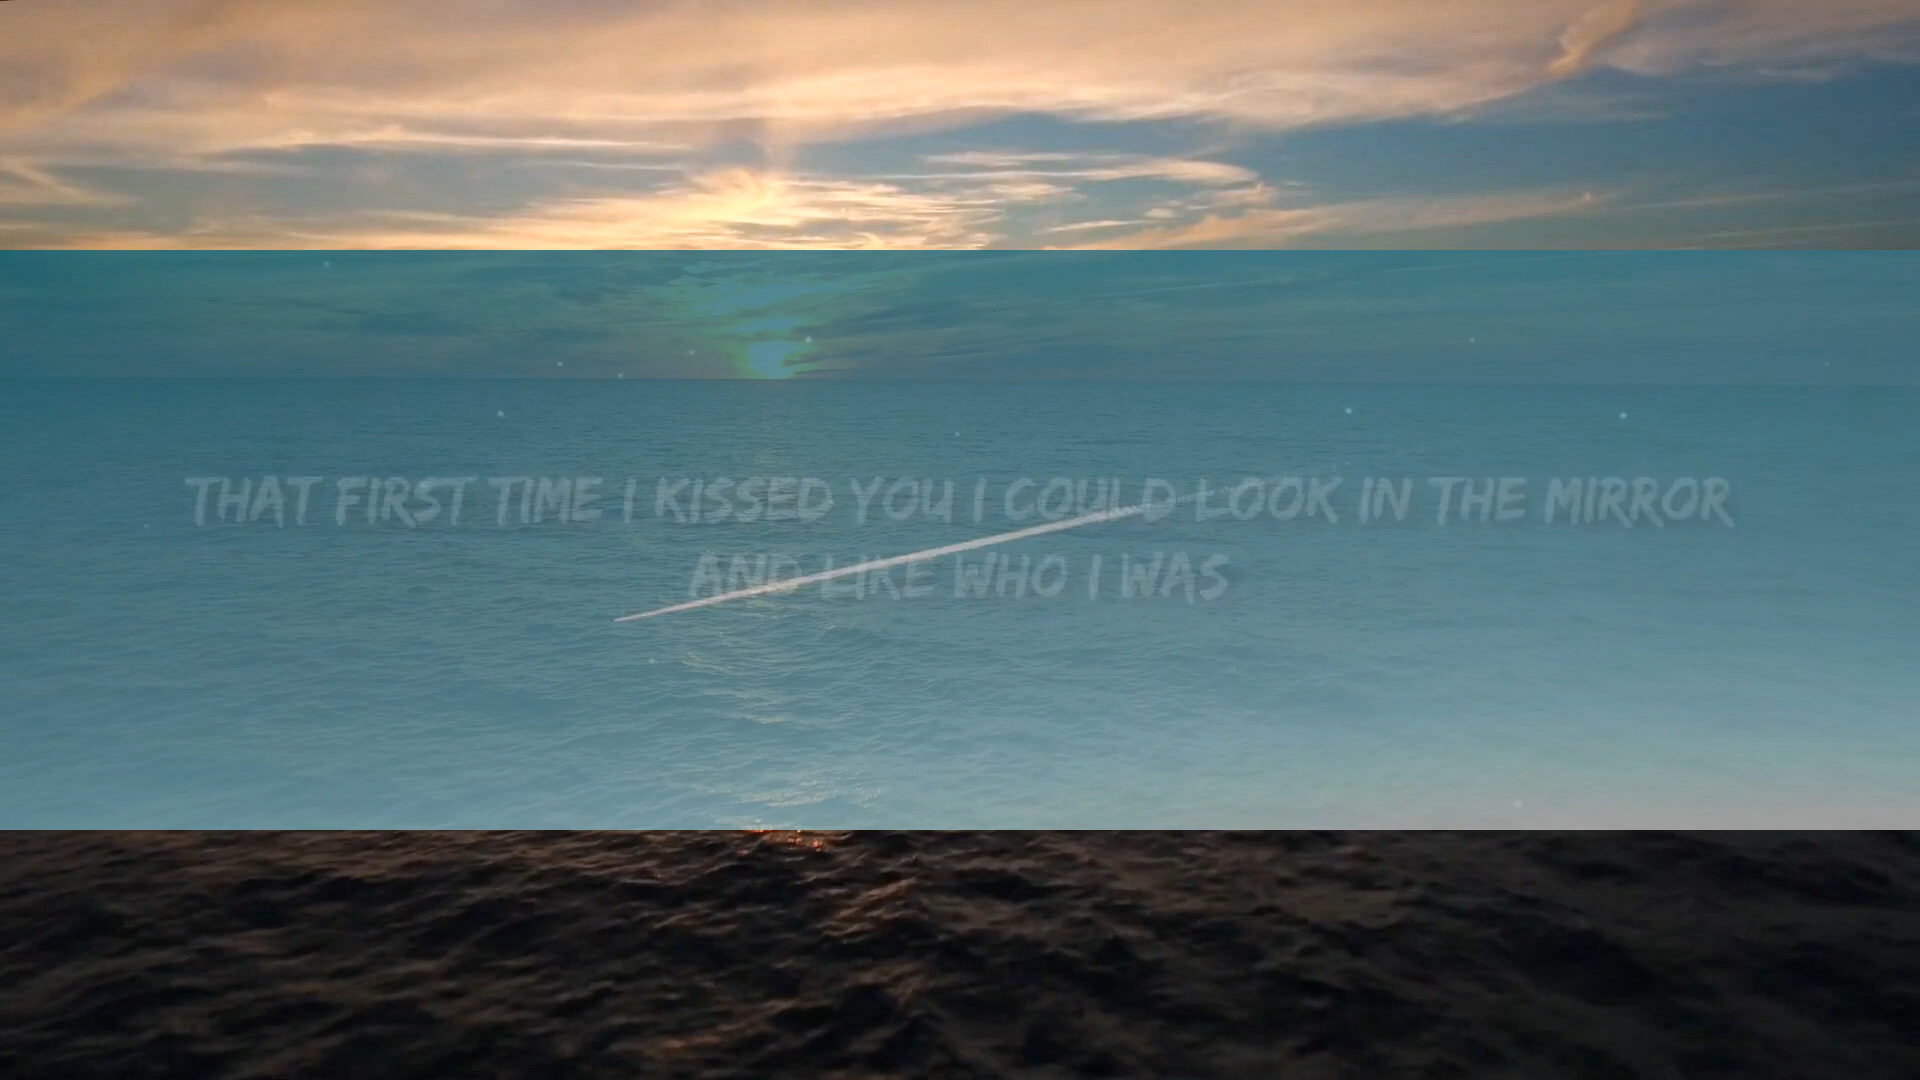 THAT FIRST TIME I KISSED YOU I COULD LOOK IN THE MIRROR
AND LIKE WHO I WAS